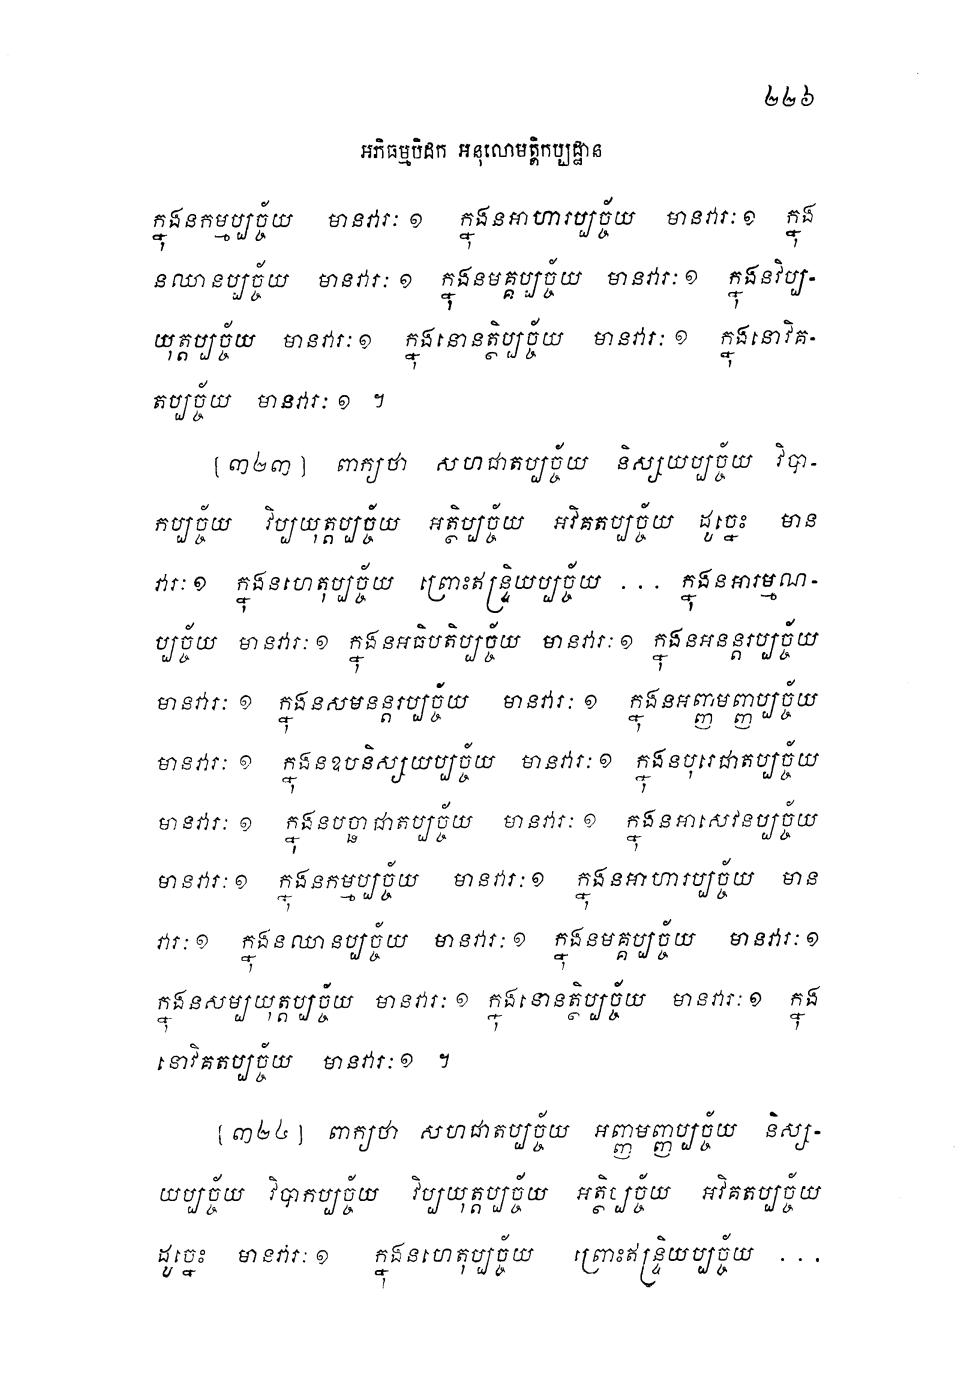 ២២៦
អភិធម្មបិដក អនុលោមត្តិកប្បដ្ឋាន
ក្នុងនកម្មប្បច្ច័យ មានវារៈ ១ ក្នុងនអាហារប្បច្ច័យ មានវារៈ ១ ក្នុង
នឈានប្បច្ច័យ មានវារៈ ១ ក្នុងនមគ្គប្បច្ច័យ មានវារៈ ១ ក្នុងនវិប្ប-
យុត្តប្បច្ច័យ មានវារៈ ១ ក្នុងនោនត្ថិប្បច្ច័យ មានវារៈ ១ ក្នុងនោវិគ-
តប្បច្ច័យ មានវារៈ ១ ។
[៣២៣] ពាក្យថា សហជាតប្បច្ច័យ និស្សយប្បច្ច័យ វិបា-
កប្បច្ច័យ វិប្បយុត្តប្បច្ច័យ អត្ថិប្បច្ច័យ អវិគតប្បច្ច័យ ដូច្នេះ មាន
វារៈ ១ ក្នុងនហេតុប្បច្ច័យ ព្រោះឥន្ទ្រិយប្បច្ច័យ ... ក្នុងនអារម្មណ-
ប្បច្ច័យ មានវារៈ ១ ក្នុងនអធិបតិប្បច្ច័យ មានវារៈ ១ ក្នុងនអនន្តរប្បច្ច័យ
មានវារៈ ១ ក្នុងនសមនន្តរប្បច្ច័យ មានវារៈ ១ ក្នុងនអញ្ញមញ្ញប្បច្ច័យ
មានវារៈ ១ ក្នុងនឧបនិស្សយប្បច្ច័យ មានវារៈ ១ ក្នុងនបុរេជាតប្បច្ច័យ
មានវារៈ ១ ក្នុងនបច្ឆាជាតប្បច្ច័យ មានវារៈ ១ ក្នុងនអាសេវនប្បច្ច័យ
មានវារៈ ១ ក្នុងនកម្មប្បច្ច័យ មានវារៈ ១ ក្នុងនអាហារប្បច្ច័យ មាន
វារៈ ១ ក្នុងនឈានប្បច្ច័យ មានវារៈ ១ ក្នុងនមគ្គប្បច្ច័យ មានវារៈ ១
ក្នុងនសម្បយុត្តប្បច្ច័យ មានវារៈ ១ ក្នុងនោនត្ថិប្បច្ច័យ មានវារៈ ១ ក្នុង
នោវិគតប្បច្ច័យ មានវារៈ ១ ។
[៣២៤] ពាក្យថា សហជាតប្បច្ច័យ អញ្ញមញ្ញប្បច្ច័យ និស្ស-
យប្បច្ច័យ វិបាកប្បច្ច័យ វិប្បយុត្តប្បច្ច័យ អត្ថិប្បច្ច័យ អវិគតប្បច្ច័យ
ដូច្នេះ មានវារៈ ១ ក្នុងនហេតុប្បច្ច័យ ព្រោះឥន្ទ្រិយប្បច្ច័យ ...